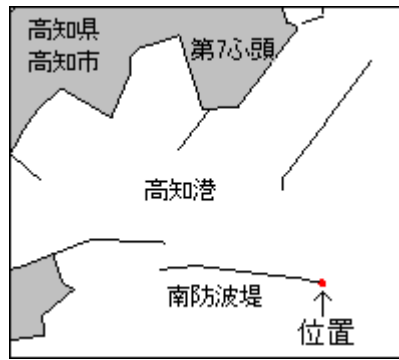 高知県
高知市
第7ふ頭
高知港
南防波堤
位置